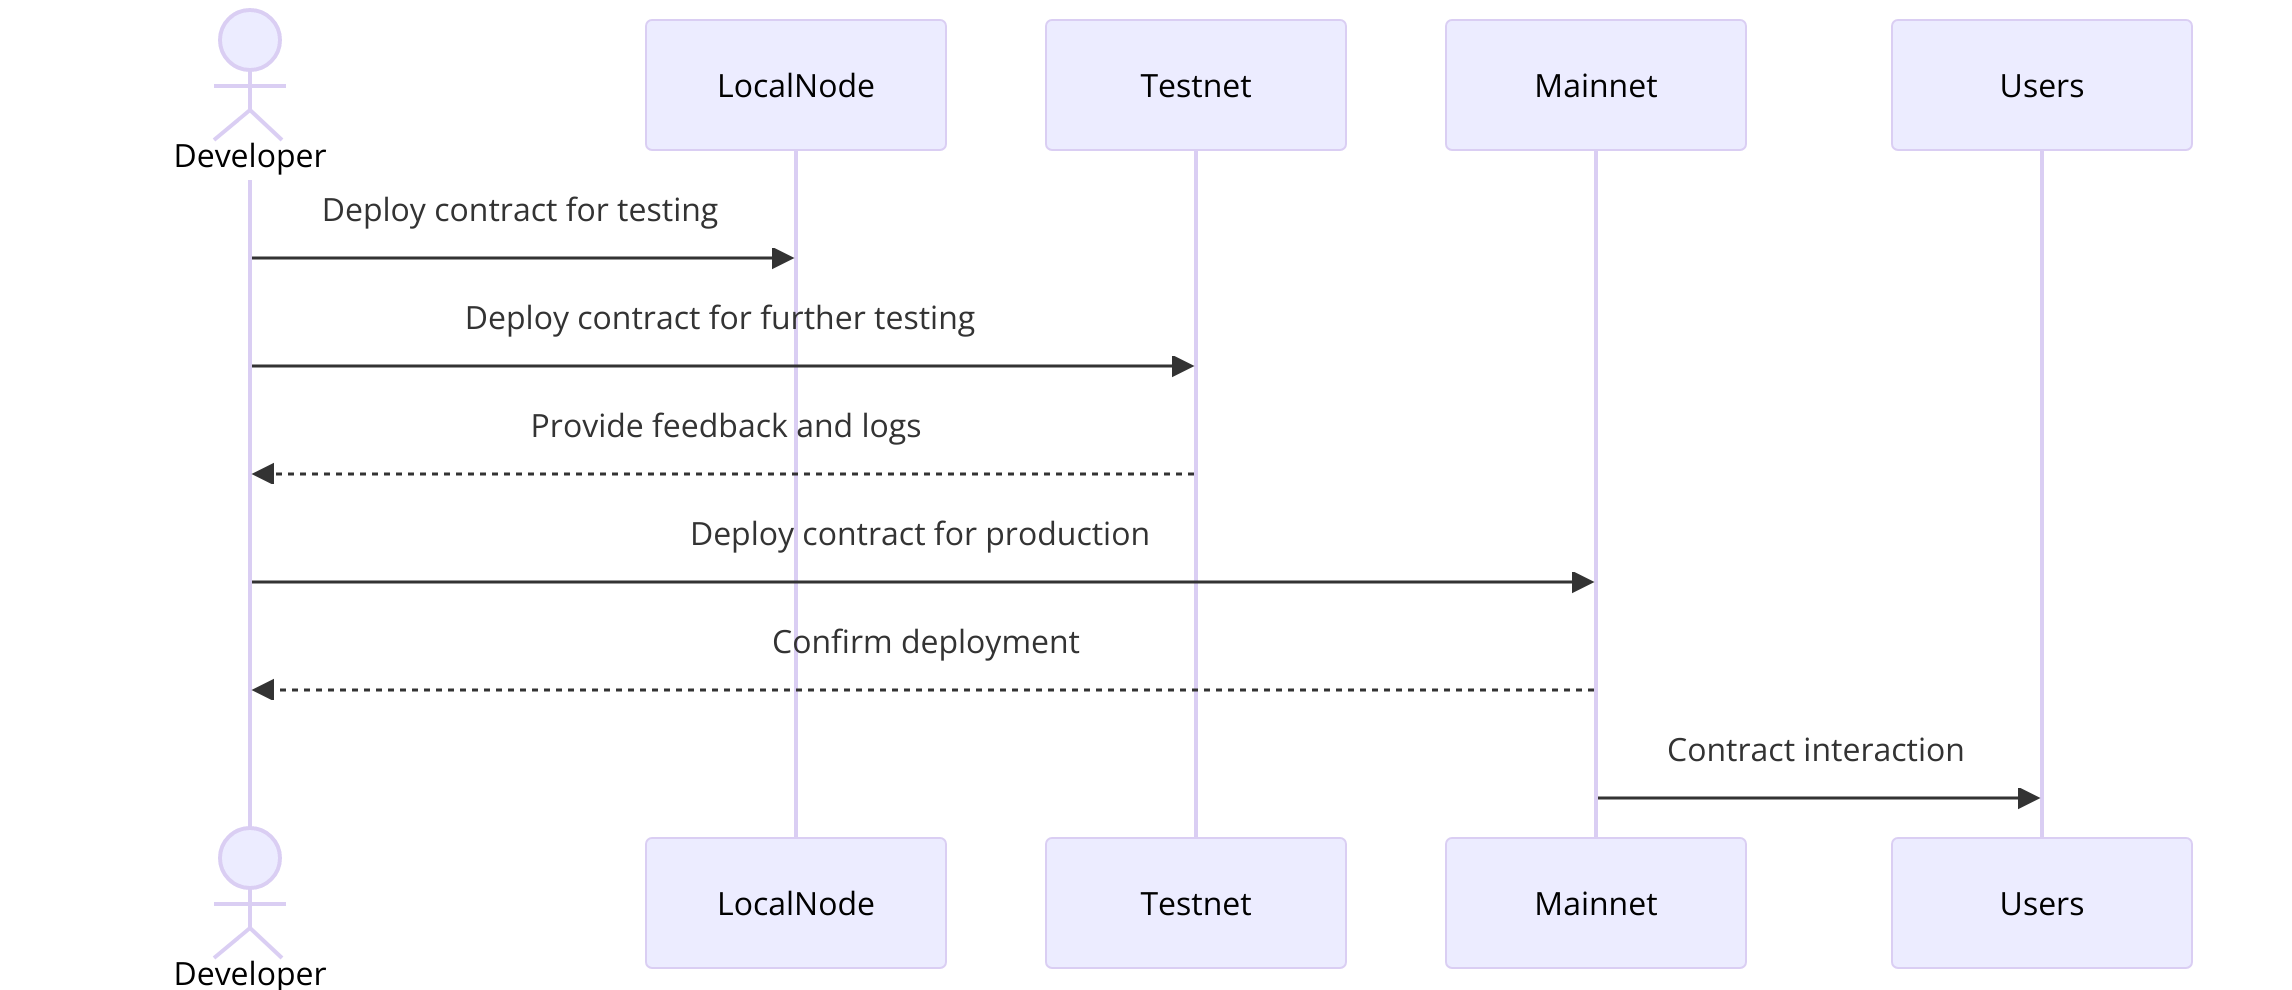 Developer
LocalNode
Testnet
Mainnet
Users
Deploy contract for testing
Deploy contract for further testing
Provide feedback and logs
Deploy contract for production
Confirm deployment
Contract interaction
Developer
LocalNode
Testnet
Mainnet
Users